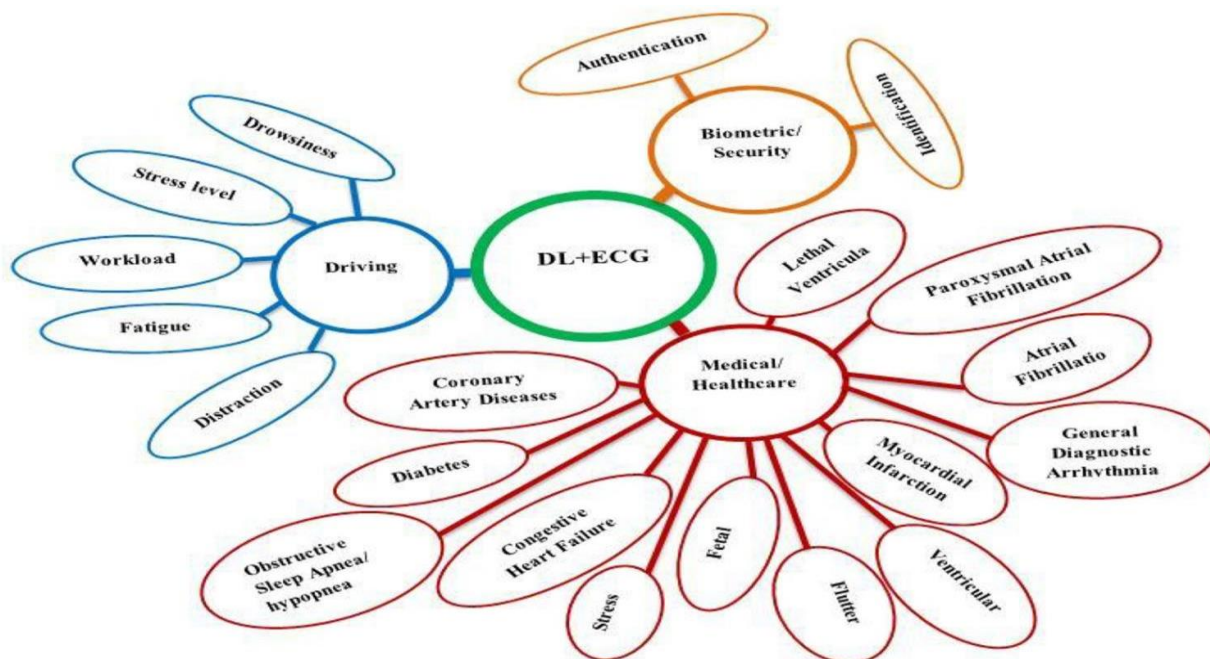 Authentication
Identification
Biometric/
Security
Drowsiness
Stress level
Workload
Fatigue
Distraction
Driving
DL+ECG
Lethal
Ventricula
Paroxysmal Atrial
Fibrillation
Atrial
Fibrillatio
Medical/
Healthcare
Coronary
Artery Diseases
General
Diagnostic
Arrhythmia
Myocardial
Infarction
Diabetes
Obstructive
Sleep Apnea/
hypopnea
Congestive
Heart Failure
Stress
Fetal
Flutter
Ventricular